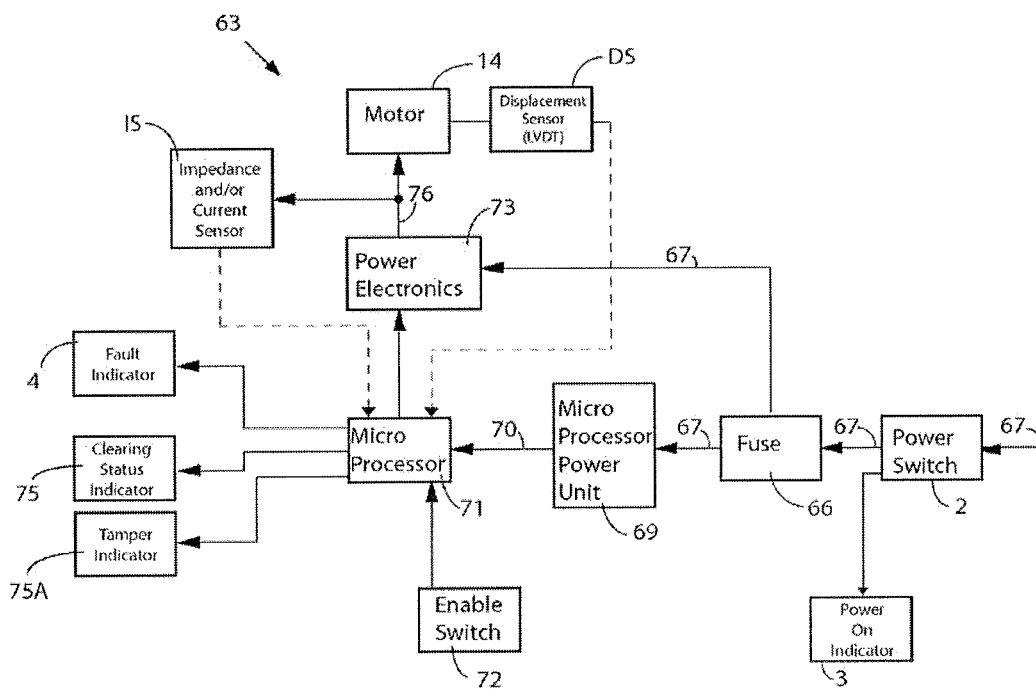 63
14
DS
Motor
Displacement
Sensor
(LVDT)
IS
Impedance
and/or
Current
Sensor
76
73
Power
Electronics
67
4
Fault
Indicator
Micro
Processor
70
Micro
Processor
Power
Unit
67
Fuse
67
Power
Switch
67
75
Clearing
Status
Indicator
71
69
66
2
75A
Tamper
Indicator
Enable
Switch
72
Power
On
Indicator
3